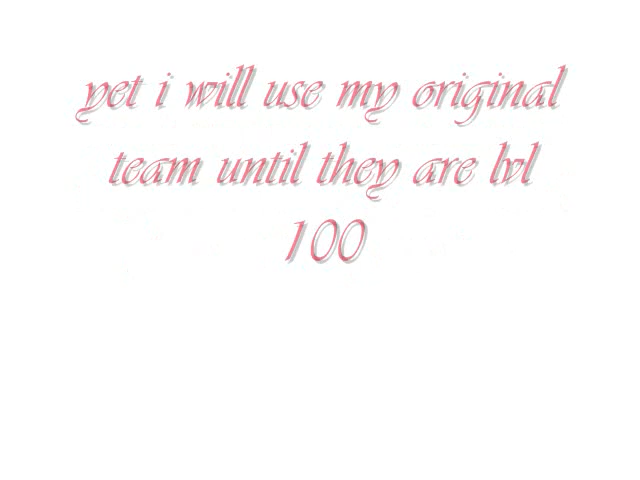 yet i will use my original
team until they are lvl
100